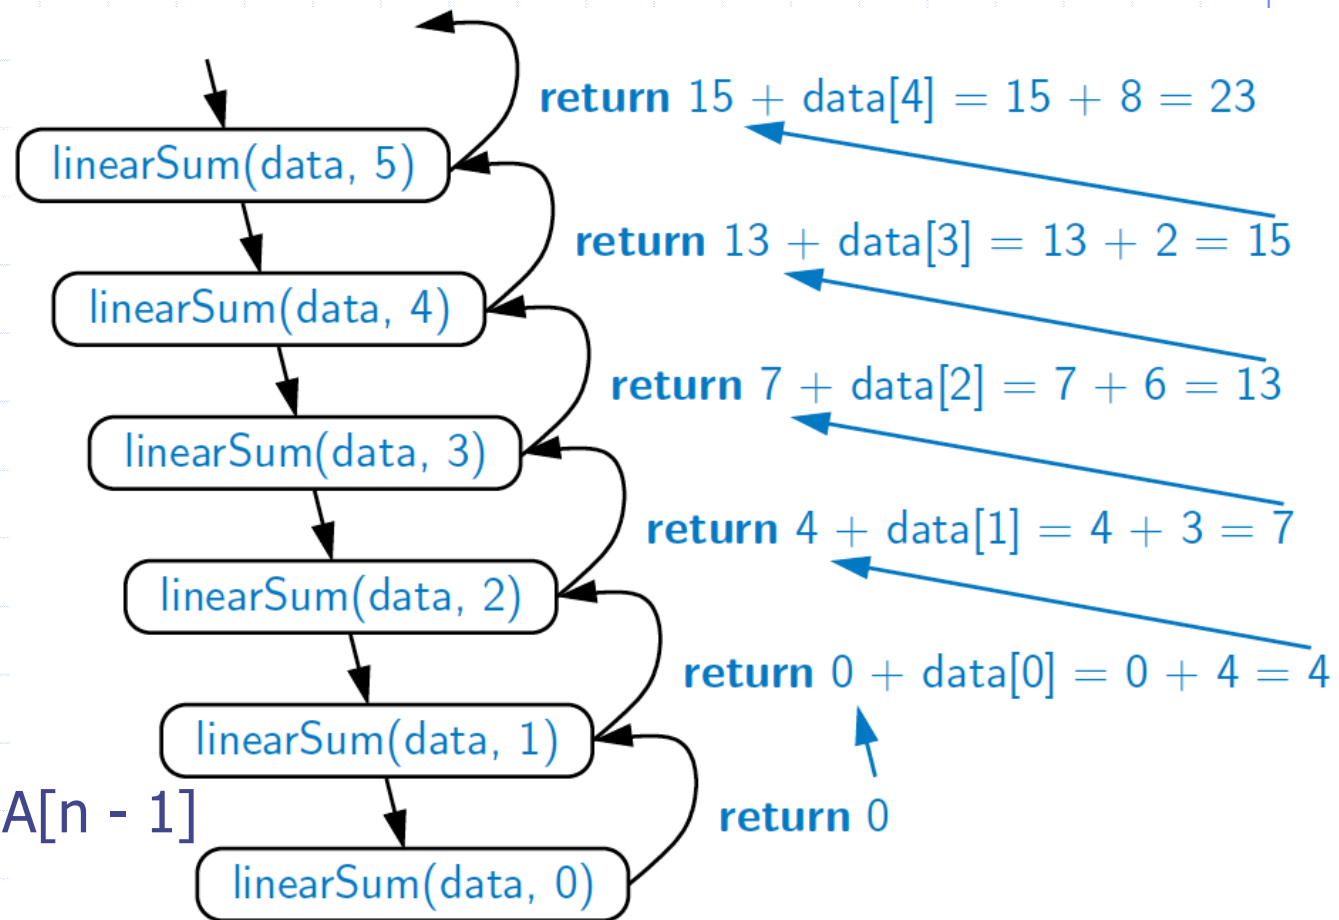 return 15 + data[4] = 15 + 8 = 23
linearSum(data, 5)
return 13 + data[3] = 13 + 2 = 15
linearSum(data, 4)
return 7 + data[2] = 7 + 6 = 13
linearSum(data, 3)
return 4 + data[1] = 4 + 3 = 7
linearSum(data, 2)
return 0 + data[0] = 0 + 4 = 4
linearSum(data, 1)
A[n - 1]
return 0
linearSum(data, 0)